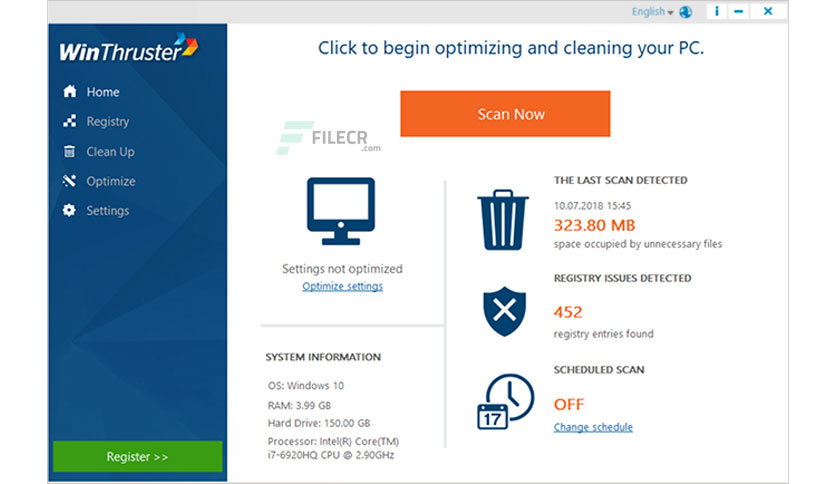 English
WinThruster
Click to begin optimizing and cleaning your PC.
Home
Registry
Clean Up
Optimize
Settings
Register >>
Scan Now
FILECR
.com
Settings not optimized
Optimize settings
SYSTEM INFORMATION
OS: Windows 10
RAM: 3.99 GB
Hard Drive: 150.00 GB
Processor: Intel(R) Core(TM)
i7-6920HQ CPU @ 2.90GHz
THE LAST SCAN DETECTED
10.07.2018 15:45
323.80 MB
space occupied by unnecessary files
REGISTRY ISSUES DETECTED
452
registry entries found
SCHEDULED SCAN
17
OFF
Change schedule